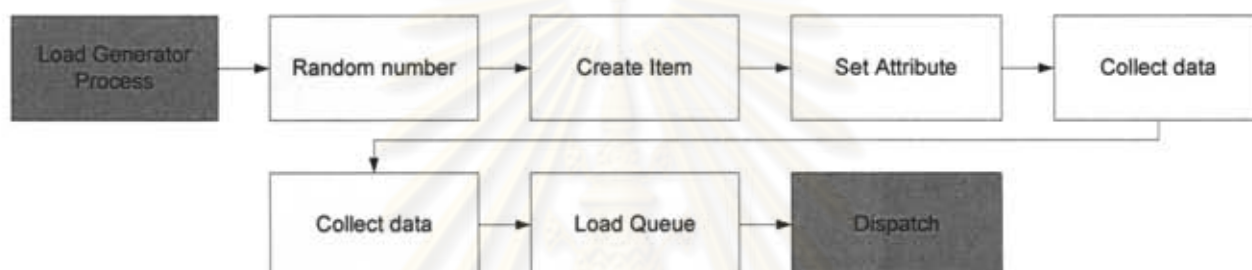 Load Generator
Process
Random number
Create Item
Set Attribute
Collect data
Collect data
Load Queue
Dispatch